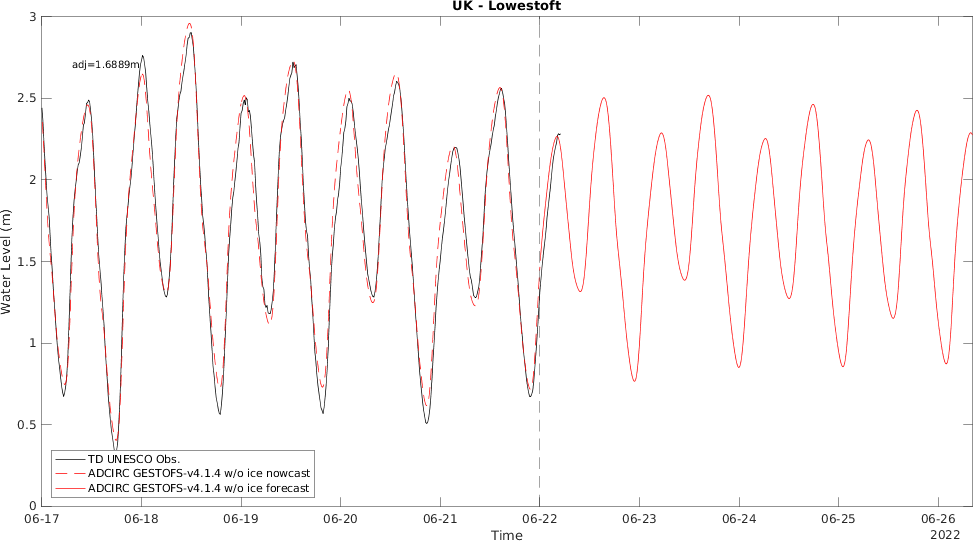 UK - Lowestoft
3
adj=1.6889m
2.5
2
1.5
1
0.5
0
Water Level (m)
TD UNESCO Obs.
ADCIRC GESTOFS-v4.1.4 w/o ice nowcast
ADCIRC GESTOFS-v4.1.4 w/o ice forecast
06-17 06-18 06-19 06-20 06-21 06-22 06-23 06-24 06-25 06-26
Time
2022